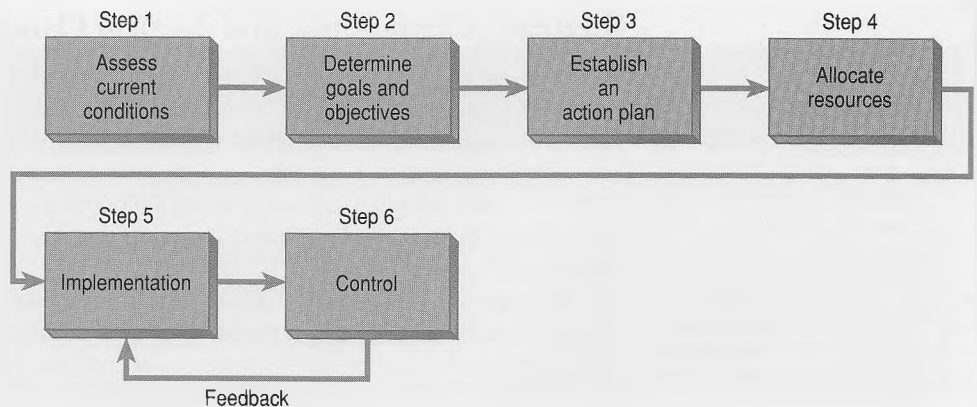 Step 1
Assess
current
conditions
Step 2
Determine
goals and
objectives
Step 3
Establish
an
action plan
Step 4
Allocate
resources
Step 5
Implementation
Step 6
Control
Feedback